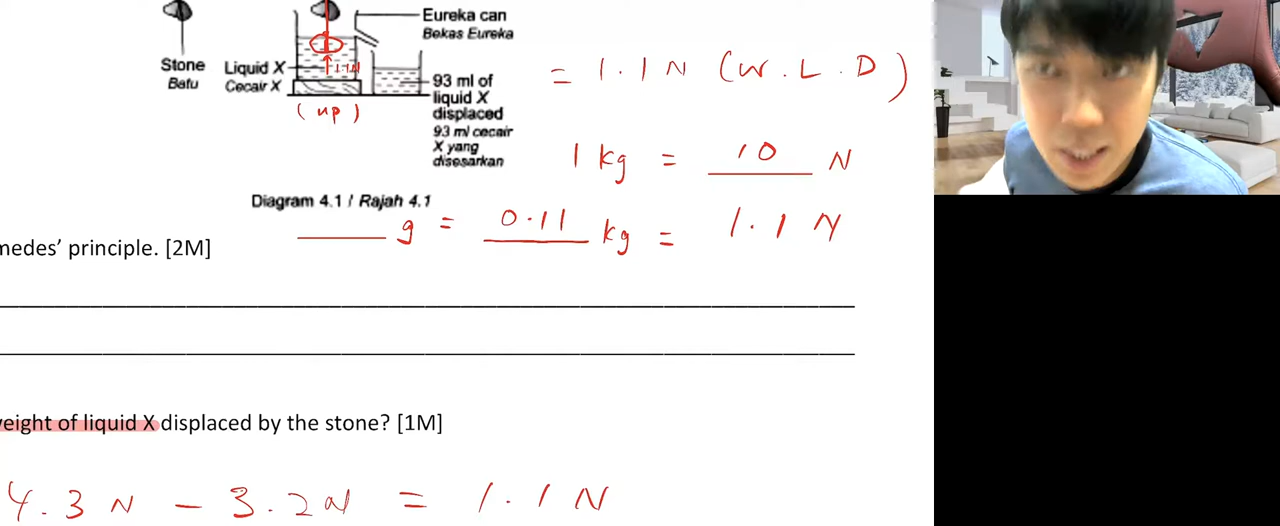 Stone
Batu
Liquid X
Cecair X
Eureka can
Bekas Eureka
93 ml of
liquid X
displaced
93 ml cecair
X yang
disesarkan
1.1N
(up)
Diagram 4.1 / Rajah 4.1
= 1.1 N (W.L.D)
1 kg = 10 N
g = 0.11 kg = 1.1 N
medes' principle. [2M]
eight of liquid X displaced by the stone? [1M]
4.3 N - 3.2 N = 1.1 N